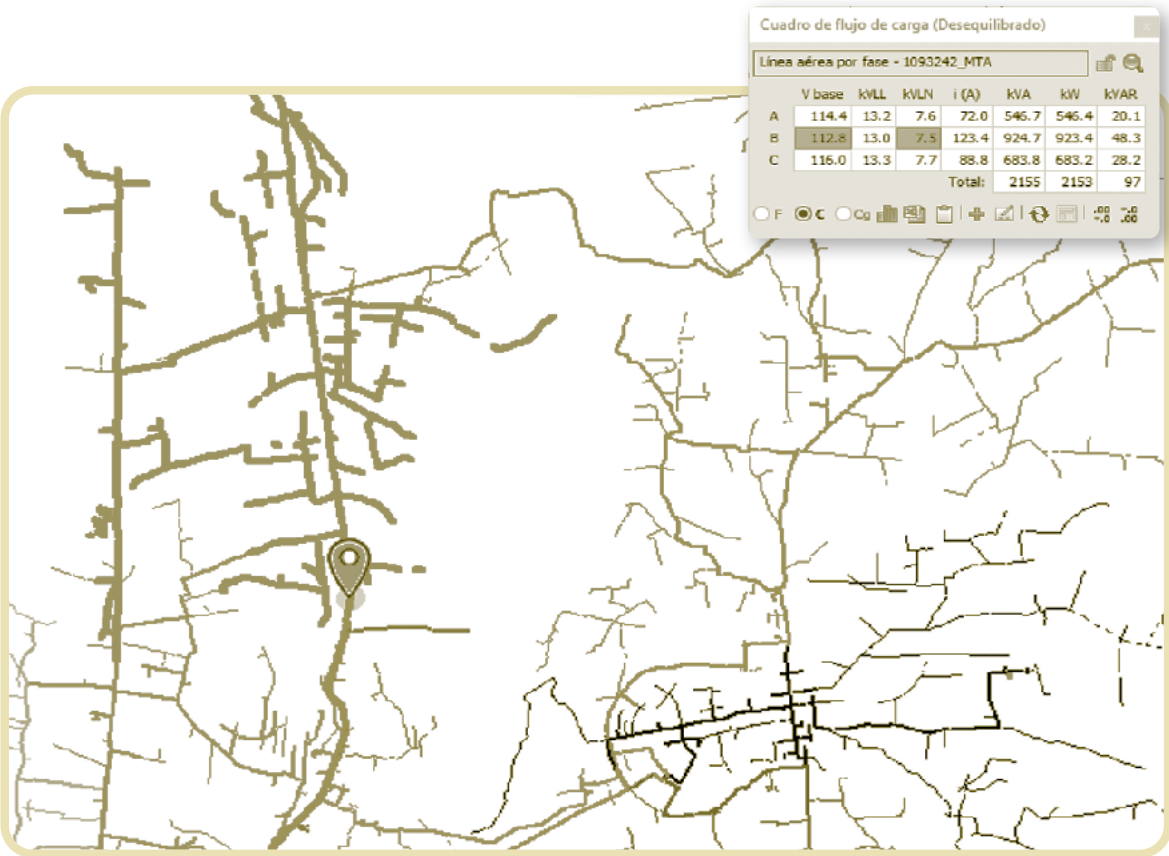 Cuadro de flujo de carga (Desequilibrado)
x
Línea aérea por fase - 1093242_MTA
V base kVLL kVLN i (A) kVA kW kVAR
A 114.4 13.2 7.6 72.0 546.7 546.4 20.1
B 112.8 13.0 7.5 123.4 924.7 923.4 48.3
C 116.0 13.3 7.7 88.8 683.8 683.2 28.2
Total: 2155 2153 97
F C Cg